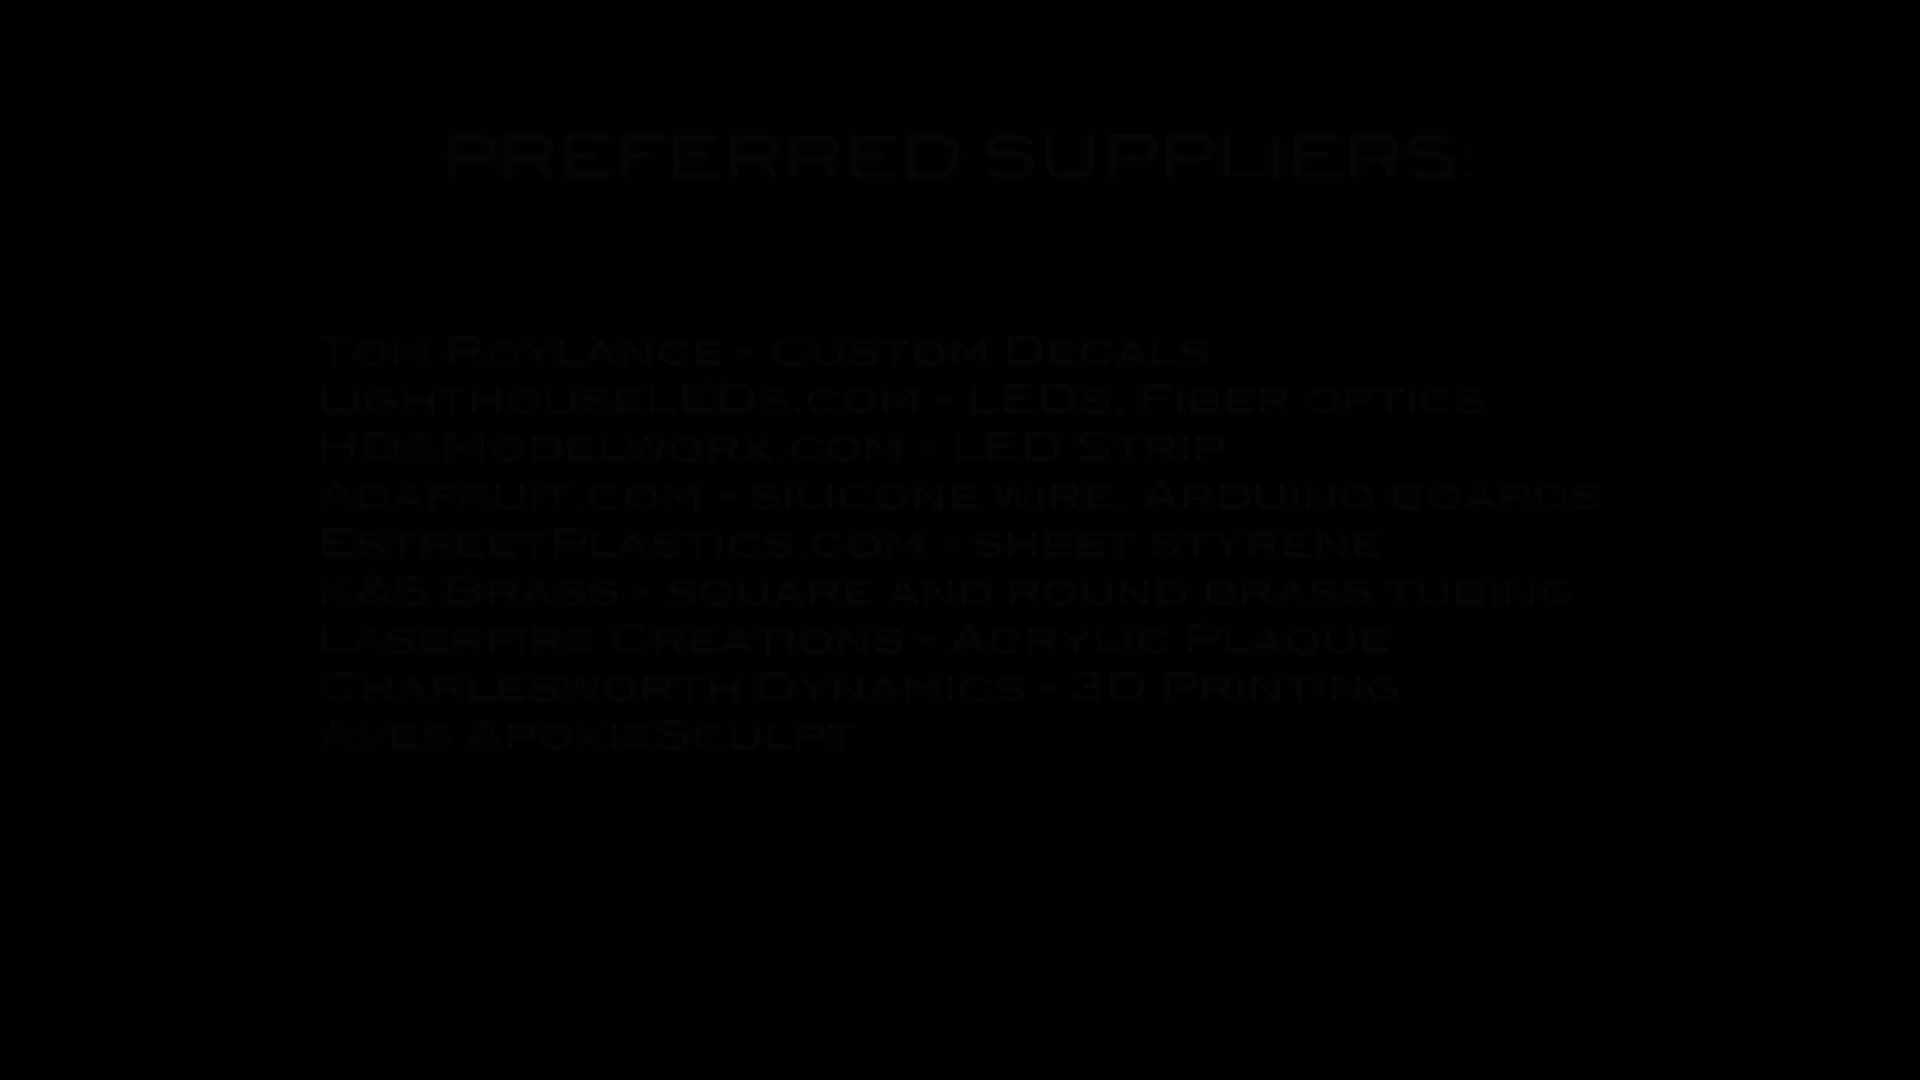 PREFERRED SUPPLIERS:
Tom Roylance - Custom Decals
LighthouseLEDs.com - LEDs, Fiber optics
HDAModelworx.com - LED Strip
Adafruit.com - silicone wire, Arduino boards
EstreetPlastics.com - sheet styrene
K&S Brass - square and round brass tubing
Laserfire Creations - Acrylic Plaque
Charlesworth Dynamics - 3D Printing
Aves ApoxieSculpt